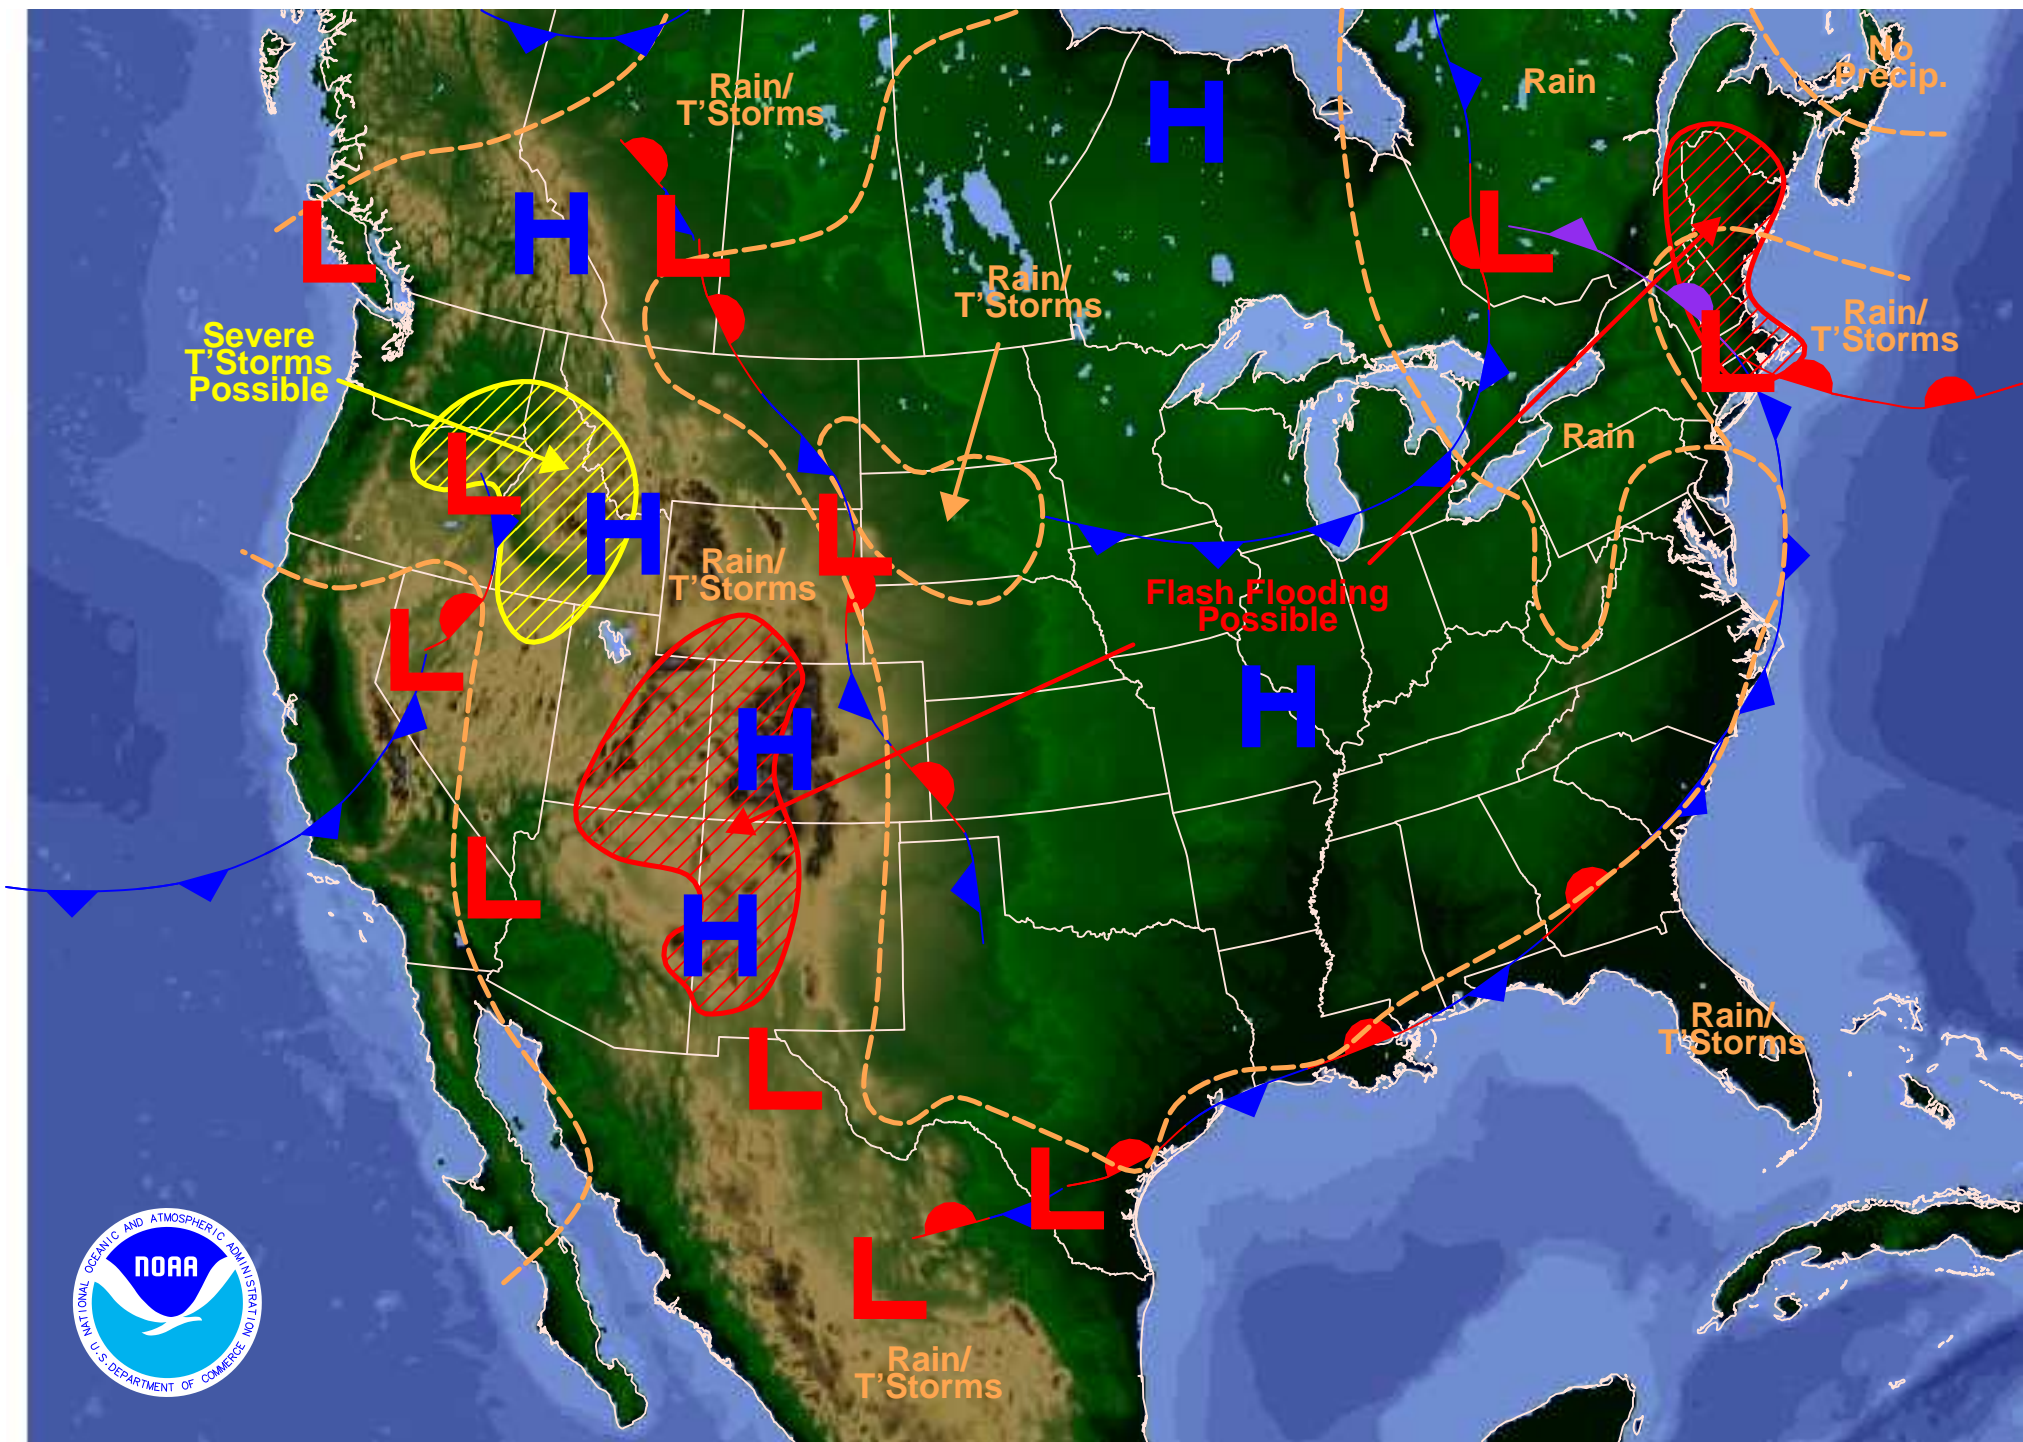 No
Precip.
Rain/
T'Storms
Rain
H
H
L
L
L
Rain/
T'Storms
Severe
T'Storms
Possible
L
Rain/
T'Storms
Rain
L
H
L
Rain/
T'Storms
Flash Flooding
Possible
L
H
H
L
H
Rain/
T'Storms
L
L
L
Rain/
T'Storms
NATIONAL OCEANIC AND ATMOSPHERIC ADMINISTRATION
NOAA
U.S. DEPARTMENT OF COMMERCE